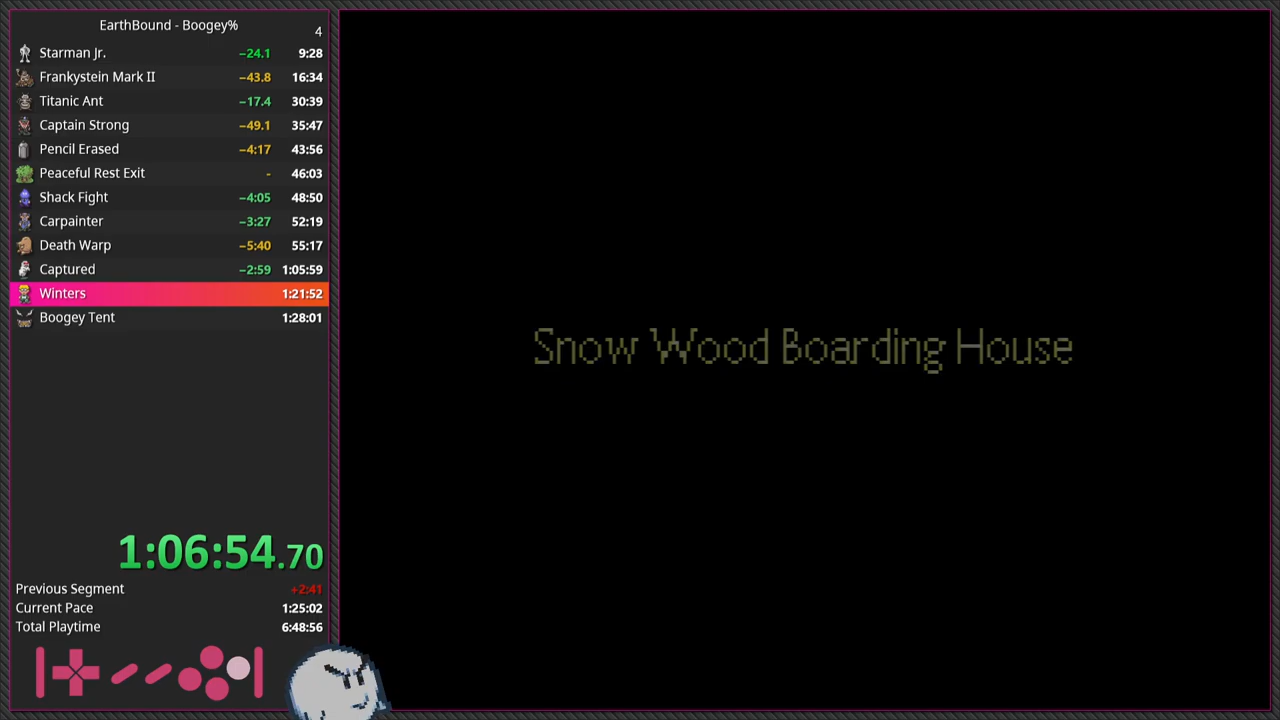 EarthBound - Boogey%
4
Starman Jr. −24.1 9:28
Frankystein Mark II −43.8 16:34
Titanic Ant −17.4 30:39
Captain Strong −49.1 35:47
Pencil Erased −4:17 43:56
Peaceful Rest Exit - 46:03
Shack Fight −4:05 48:50
Carpainter −3:27 52:19
Death Warp −5:40 55:17
Captured −2:59 1:05:59
Winters 1:21:52
Boogey Tent 1:28:01
Snow Wood Boarding House
1:06:54.70
Previous Segment +2:41
Current Pace 1:25:02
Total Playtime 6:48:56